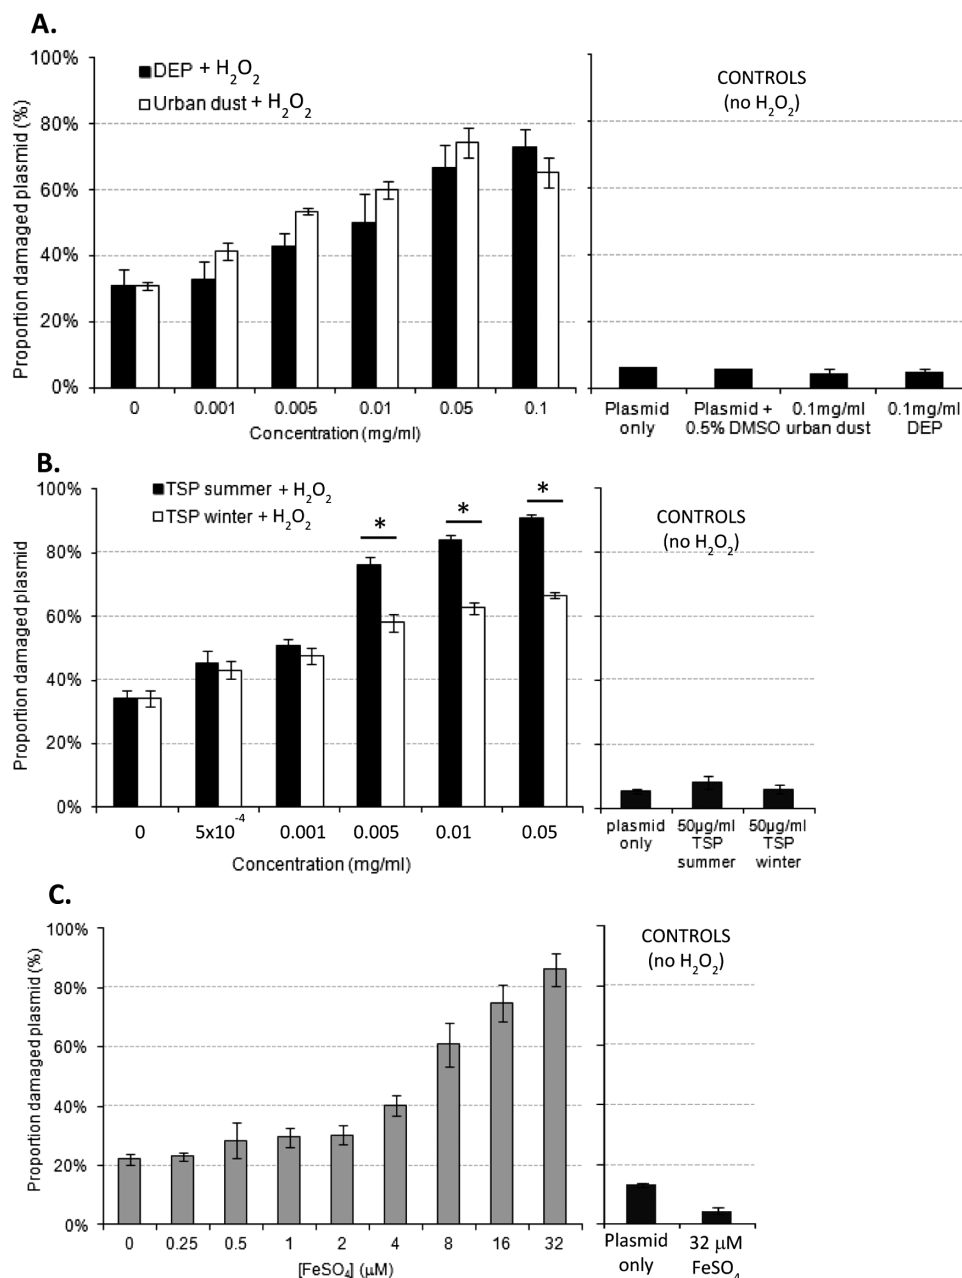 A.
100%
80%
60%
40%
20%
0%
Proportion damaged plasmid (%)
DEP + H₂O₂
Urban dust + H₂O₂
0 0.001 0.005 0.01 0.05 0.1
Concentration (mg/ml)
CONTROLS
(no H₂O₂)
Plasmid only
Plasmid + 0.5% DMSO
0.1mg/ml urban dust
0.1mg/ml DEP
B.
100%
80%
60%
40%
20%
0%
Proportion damaged plasmid
TSP summer + H₂O₂
TSP winter + H₂O₂
* * *
0 5x10⁻⁴ 0.001 0.005 0.01 0.05
Concentration (mg/ml)
CONTROLS
(no H₂O₂)
plasmid only
50µg/ml TSP summer
50µg/ml TSP winter
C.
100%
80%
60%
40%
20%
0%
Proportion damaged plasmid (%)
0 0.25 0.5 1 2 4 8 16 32
[FeSO₄] (µM)
CONTROLS
(no H₂O₂)
Plasmid only
32 µM FeSO₄